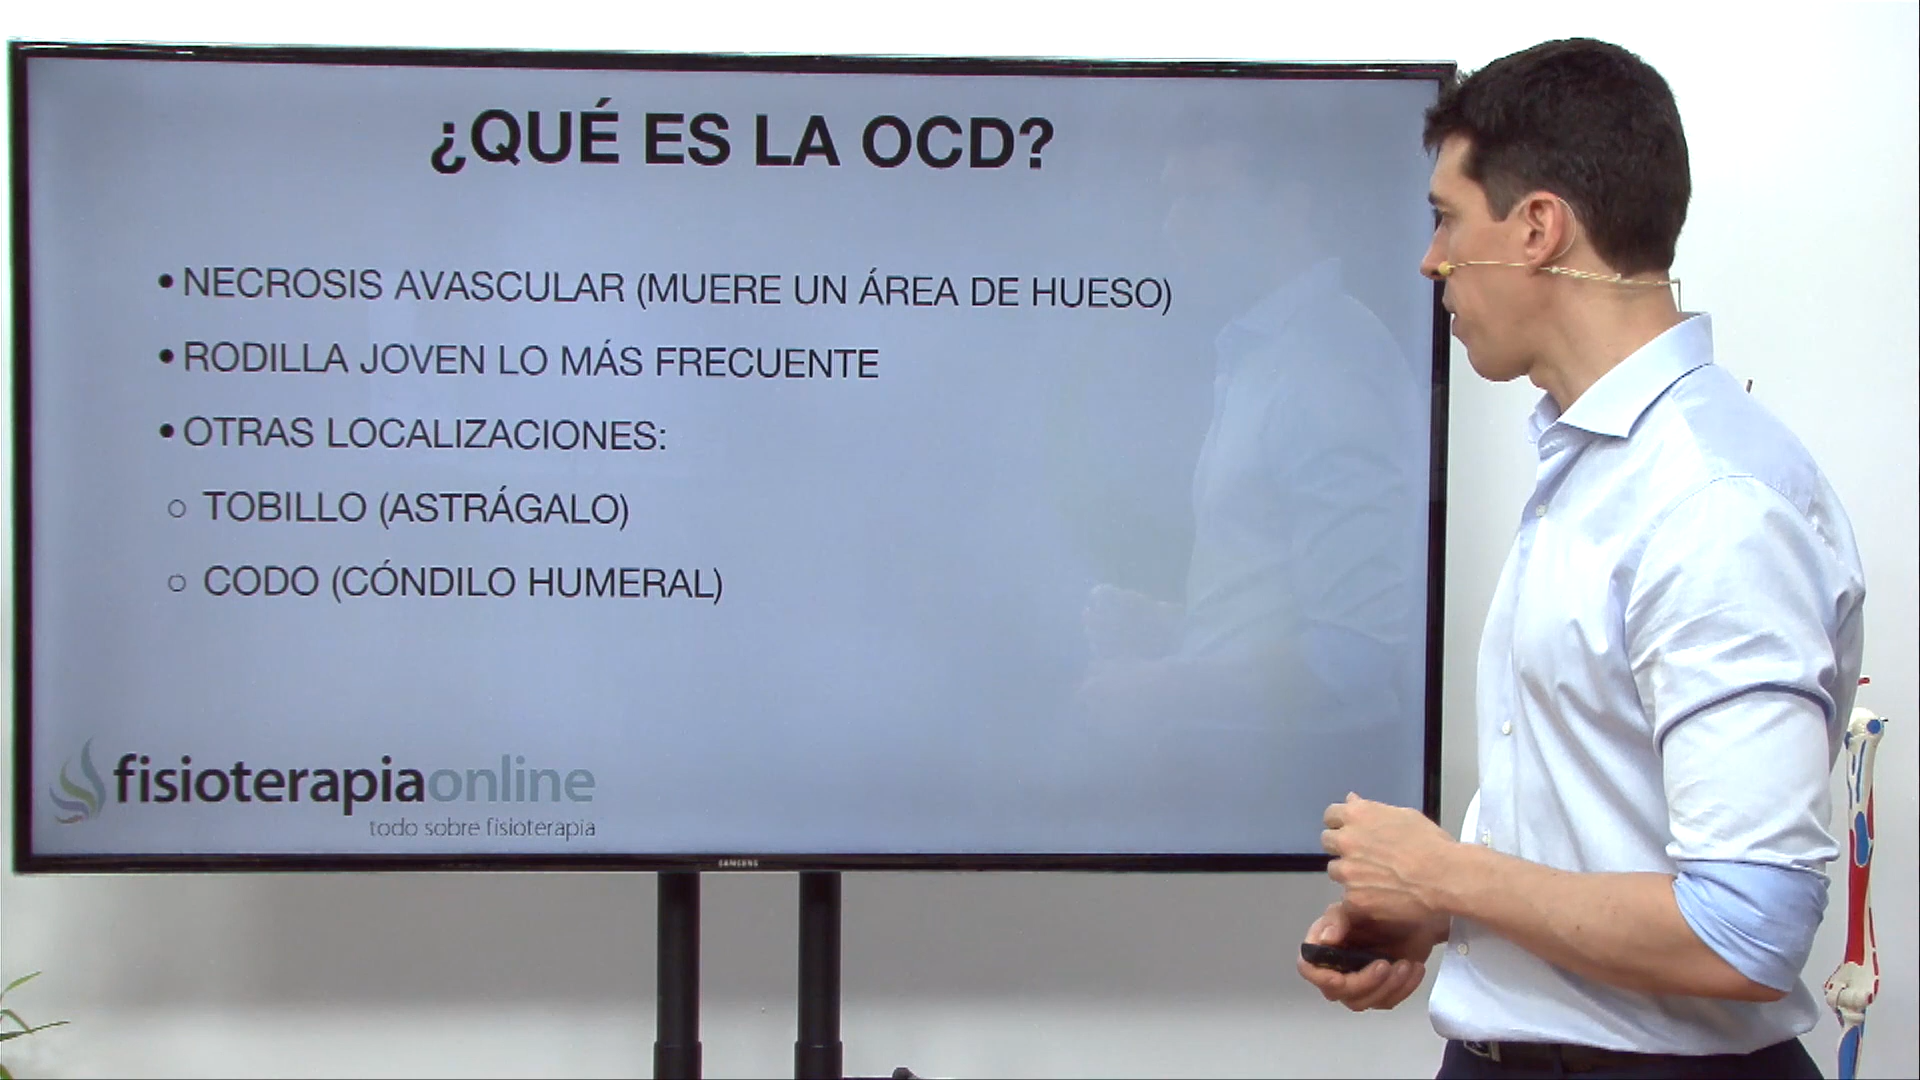 ¿QUÉ ES LA OCD?
• NECROSIS AVASCULAR (MUERE UN ÁREA DE HUESO)
• RODILLA JOVEN LO MÁS FRECUENTE
• OTRAS LOCALIZACIONES:
○ TOBILLO (ASTRÁGALO)
○ CODO (CÓNDILO HUMERAL)
fisioterapiaonline
todo sobre fisioterapia
SAMSUNG